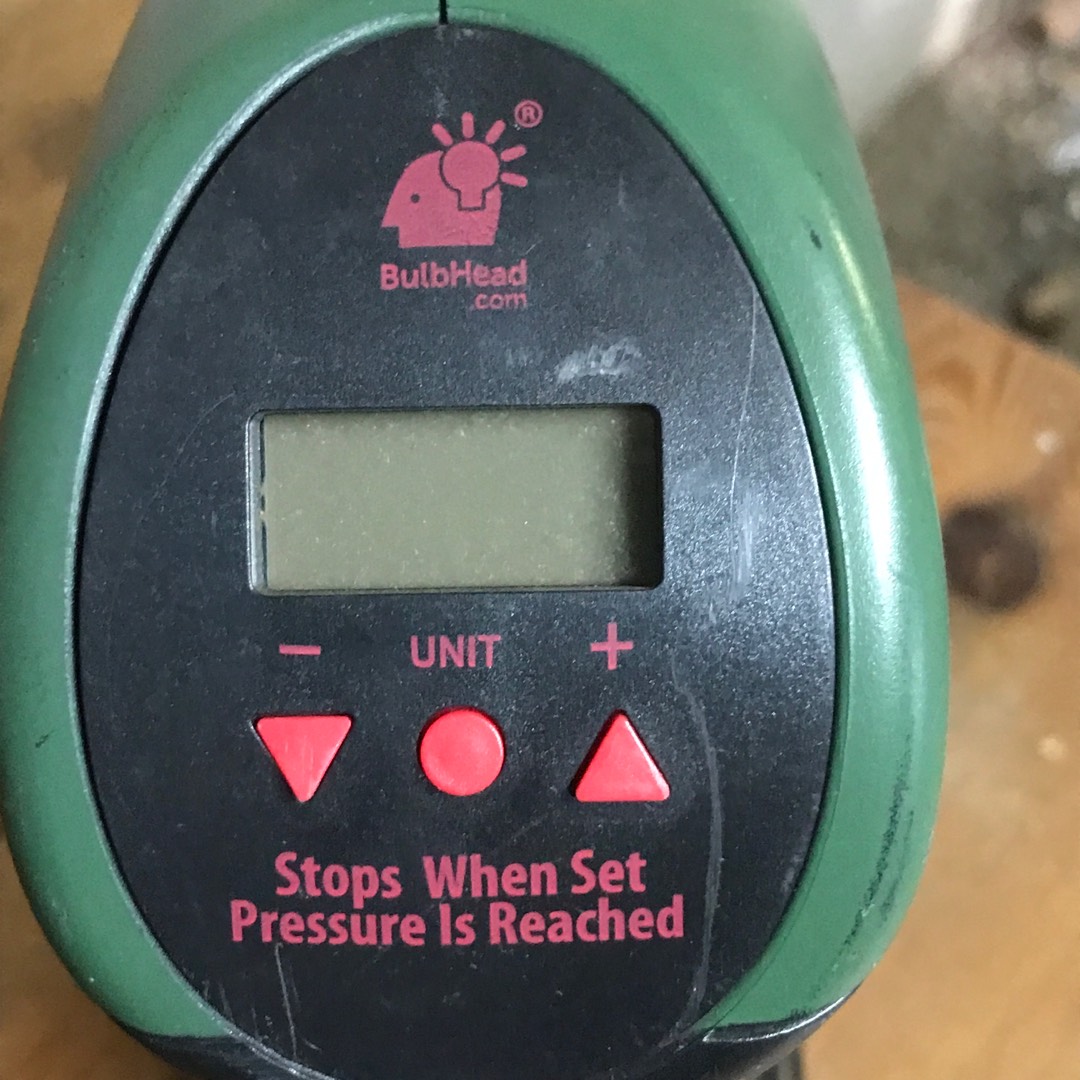 ®
BulbHead
.com
− UNIT +
Stops When Set
Pressure Is Reached